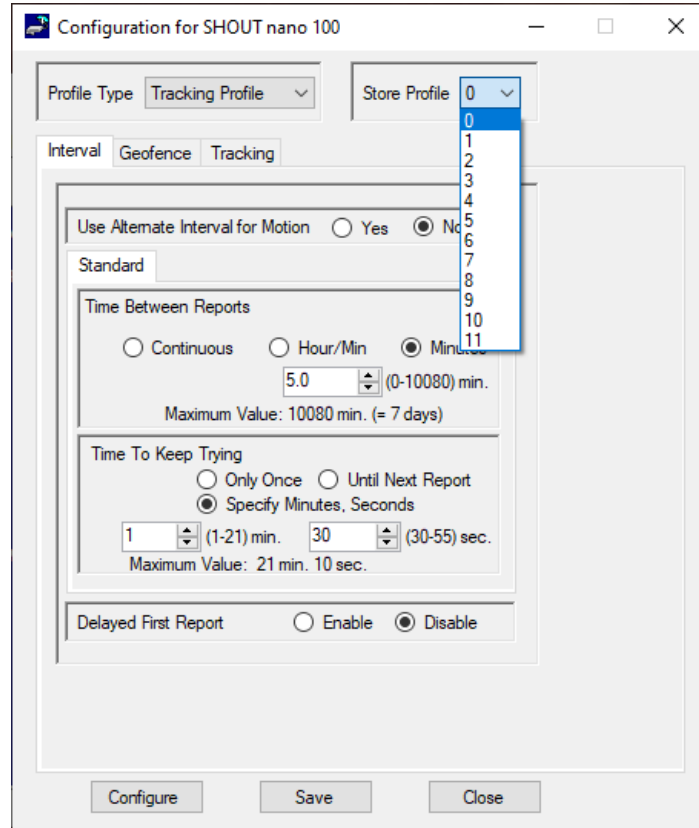 Configuration for SHOUT nano 100
Profile Type Tracking Profile
Store Profile 0
0
1
2
3
4
5
6
7
8
9
10
11
Interval Geofence Tracking
Use Alternate Interval for Motion Yes No
Standard
Time Between Reports
Continuous Hour/Min Minutes
5.0 (0-10080) min.
Maximum Value: 10080 min. (= 7 days)
Time To Keep Trying
Only Once Until Next Report
Specify Minutes, Seconds
1 (1-21) min. 30 (30-55) sec.
Maximum Value: 21 min. 10 sec.
Delayed First Report Enable Disable
Configure Save Close